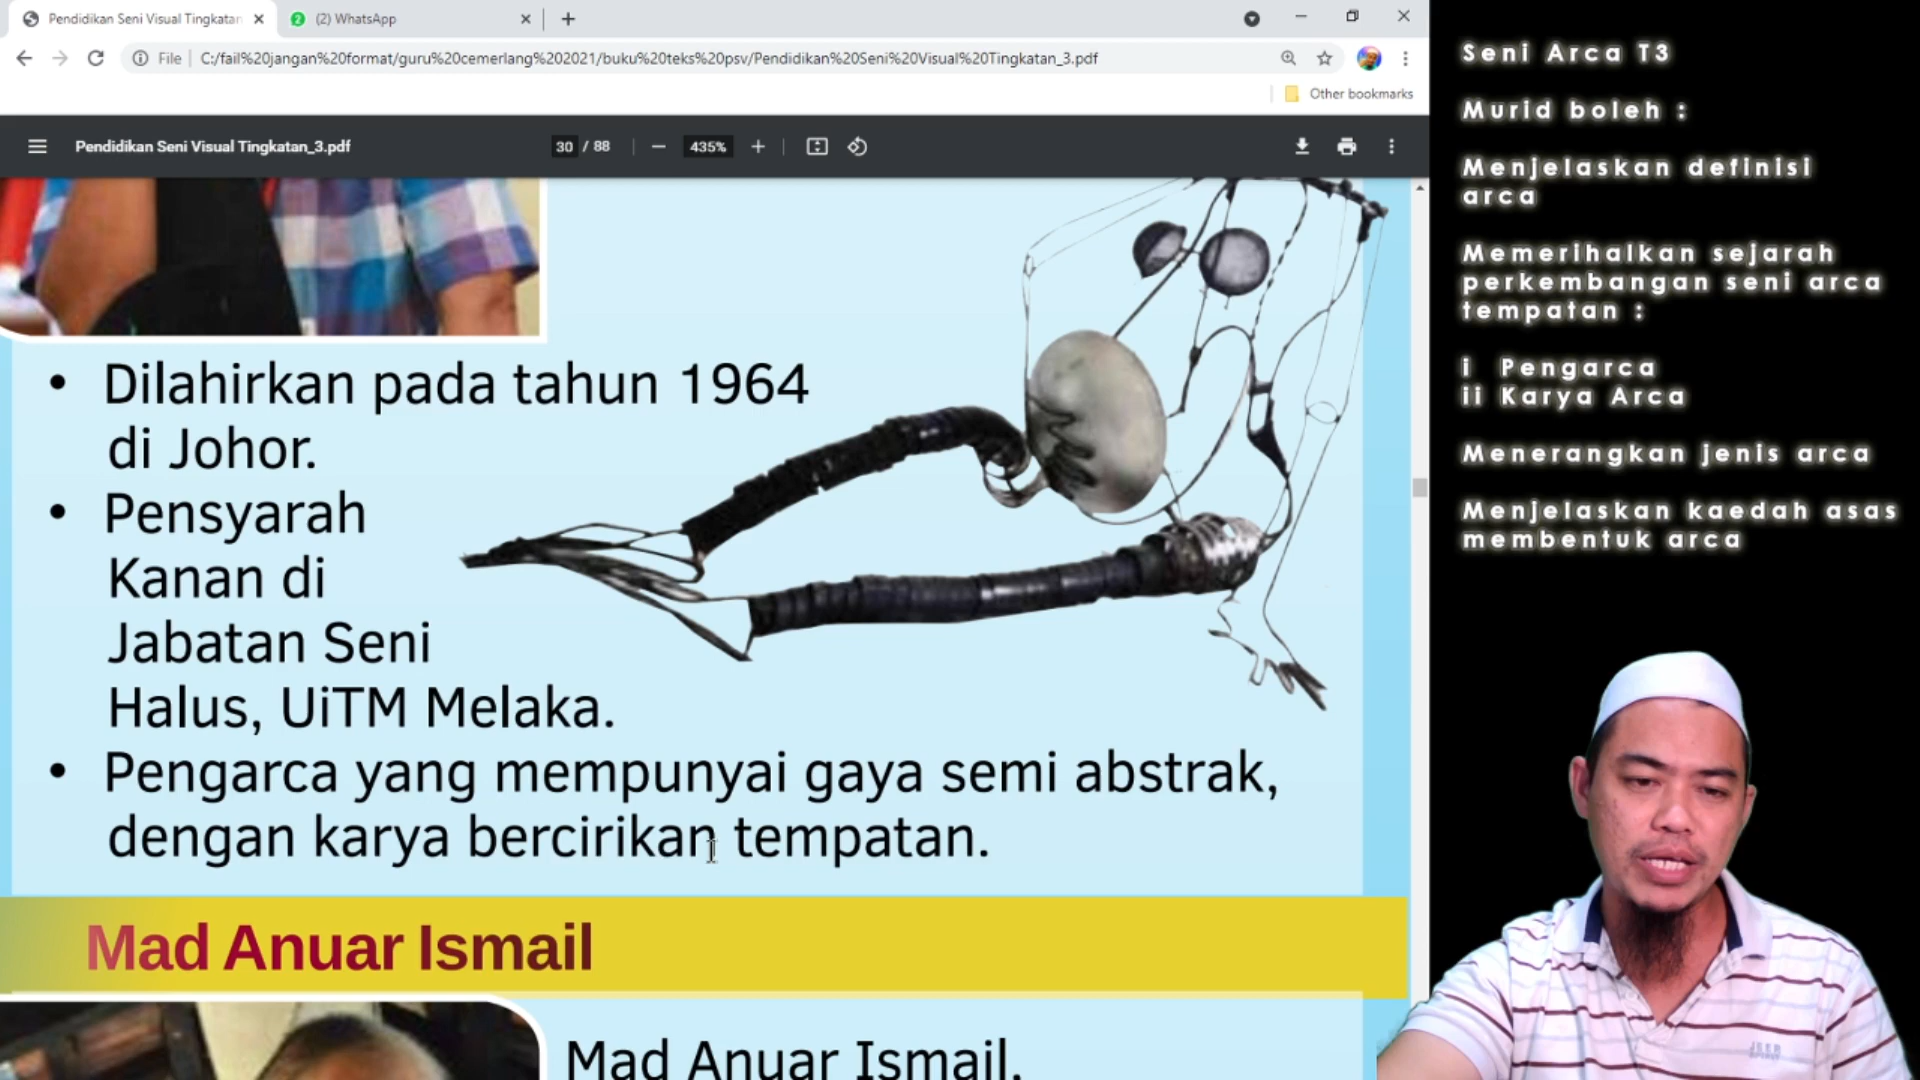 Pendidikan Seni Visual Tingkatan
(2) WhatsApp
File
C:/fail%20jangan%20format/guru%20cemerlang%202021/buku%20teks%20psv/Pendidikan%20Seni%20Visual%20Tingkatan_3.pdf
Other bookmarks
Pendidikan Seni Visual Tingkatan_3.pdf
30 / 88
435%
• Dilahirkan pada tahun 1964
di Johor.
• Pensyarah
Kanan di
Jabatan Seni
Halus, UiTM Melaka.
• Pengarca yang mempunyai gaya semi abstrak,
dengan karya bercirikan tempatan.
Mad Anuar Ismail
Mad Anuar Ismail.
Seni Arca T3
Murid boleh :
Menjelaskan definisi
arca
Memerihalkan sejarah
perkembangan seni arca
tempatan :
i Pengarca
ii Karya Arca
Menerangkan jenis arca
Menjelaskan kaedah asas
membentuk arca